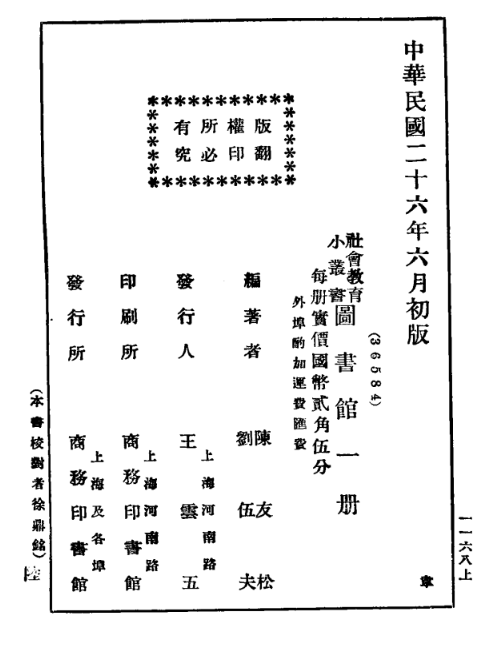 中華民國二十六年六月初版
(36584)
社會教育
小叢書
圖書館一册
每册實價國幣貳角伍分
外埠酌加運費匯費
版權所有
翻印必究
編著者
陳友松
劉伍夫
發行人
王雲五
上海河南路
印刷所
商務印書館
上海河南路
發行所
商務印書館
上海及各埠
(本書校對者徐鼎銘)
一一六八上
章